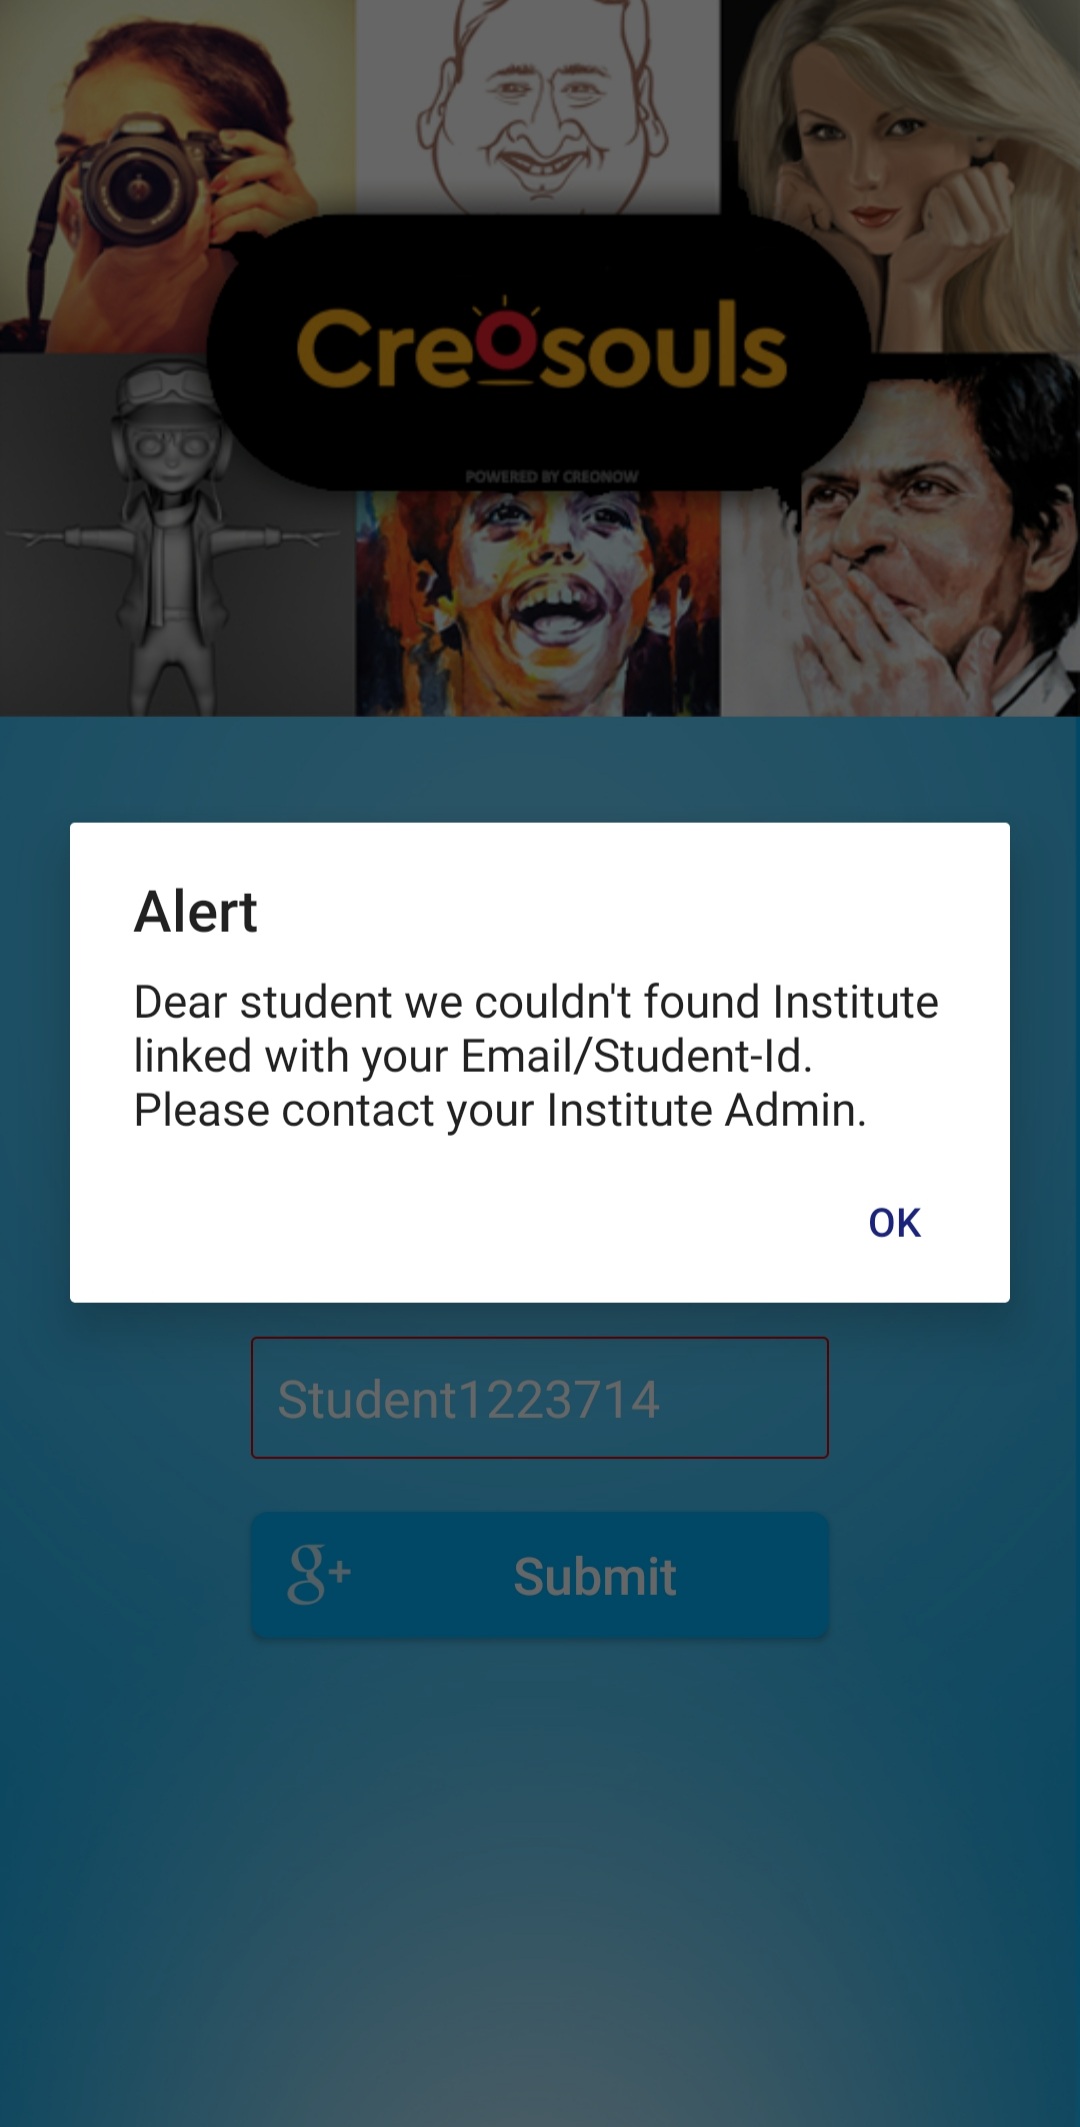 Creosouls
POWERED BY CREONOW
Alert
Dear student we couldn't found Institute
linked with your Email/Student-Id.
Please contact your Institute Admin.
OK
Student1223714
g+ Submit